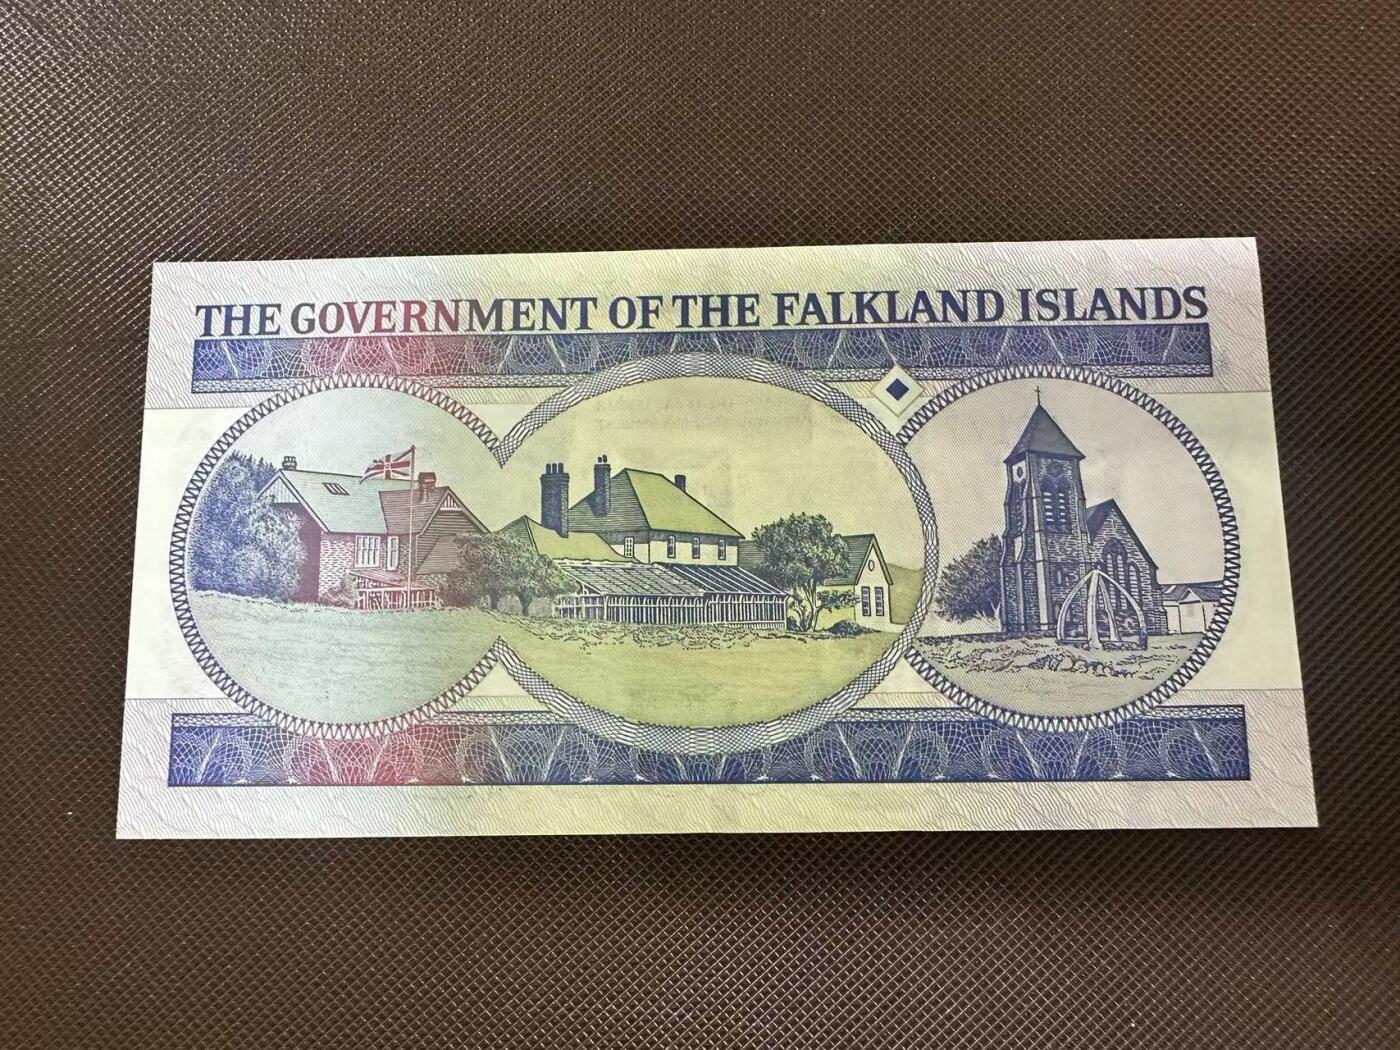 THE GOVERNMENT OF THE FALKLAND ISLANDS